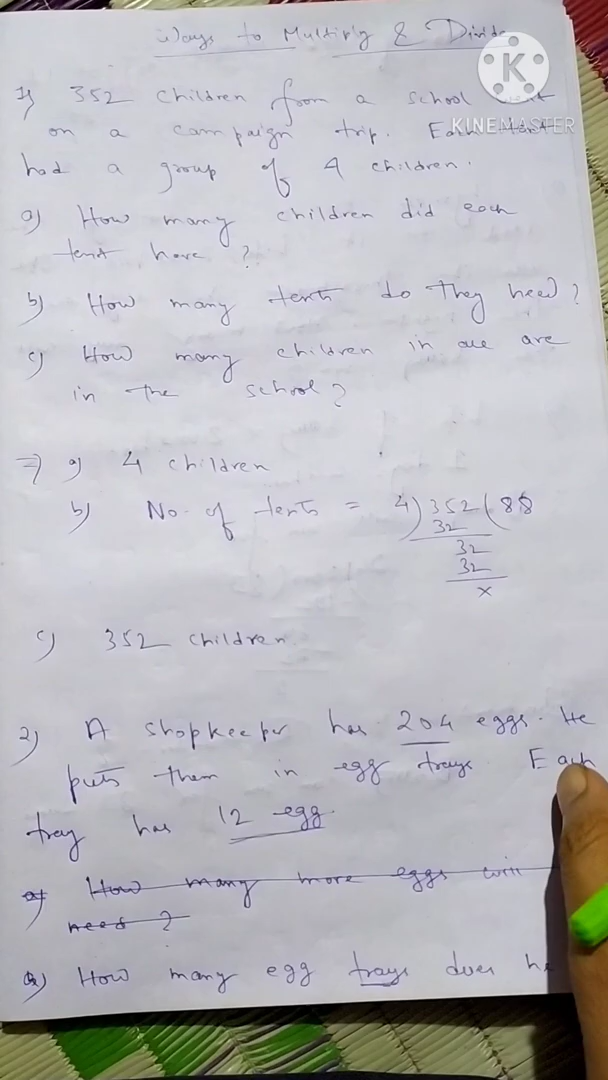 Ways to Multiply & Divide
1) 352 children from a school
KINEMASTER
on a campaign trip. Each tent
had a group of 4 children.
a) How many children did each
tent have ?
b) How many tents do they need?
c) How many children in all are
in the school?
=) a) 4 children
b) No. of tents = 4) 352 ( 88
32
32
32
x
c) 352 children.
2) A shopkeeper has 204 eggs. He
puts them in egg trays. Each
tray has 12 egg.
a) How many more eggs will
need ?
a) How many egg trays does he